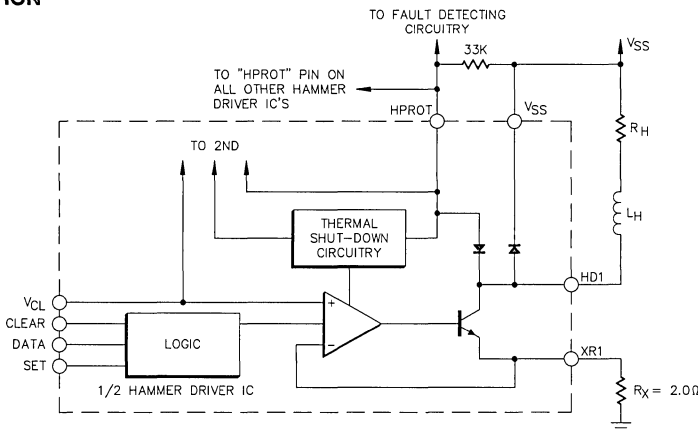 ION
TO FAULT DETECTING
CIRCUITRY
33K
VSS
TO "HPROT" PIN ON
ALL OTHER HAMMER
DRIVER IC'S
HPROT
VSS
RH
TO 2ND
THERMAL
SHUT-DOWN
CIRCUITRY
LH
HD1
VCL
+
CLEAR
LOGIC
DATA
−
SET
XR1
1/2 HAMMER DRIVER IC
RX = 2.0Ω